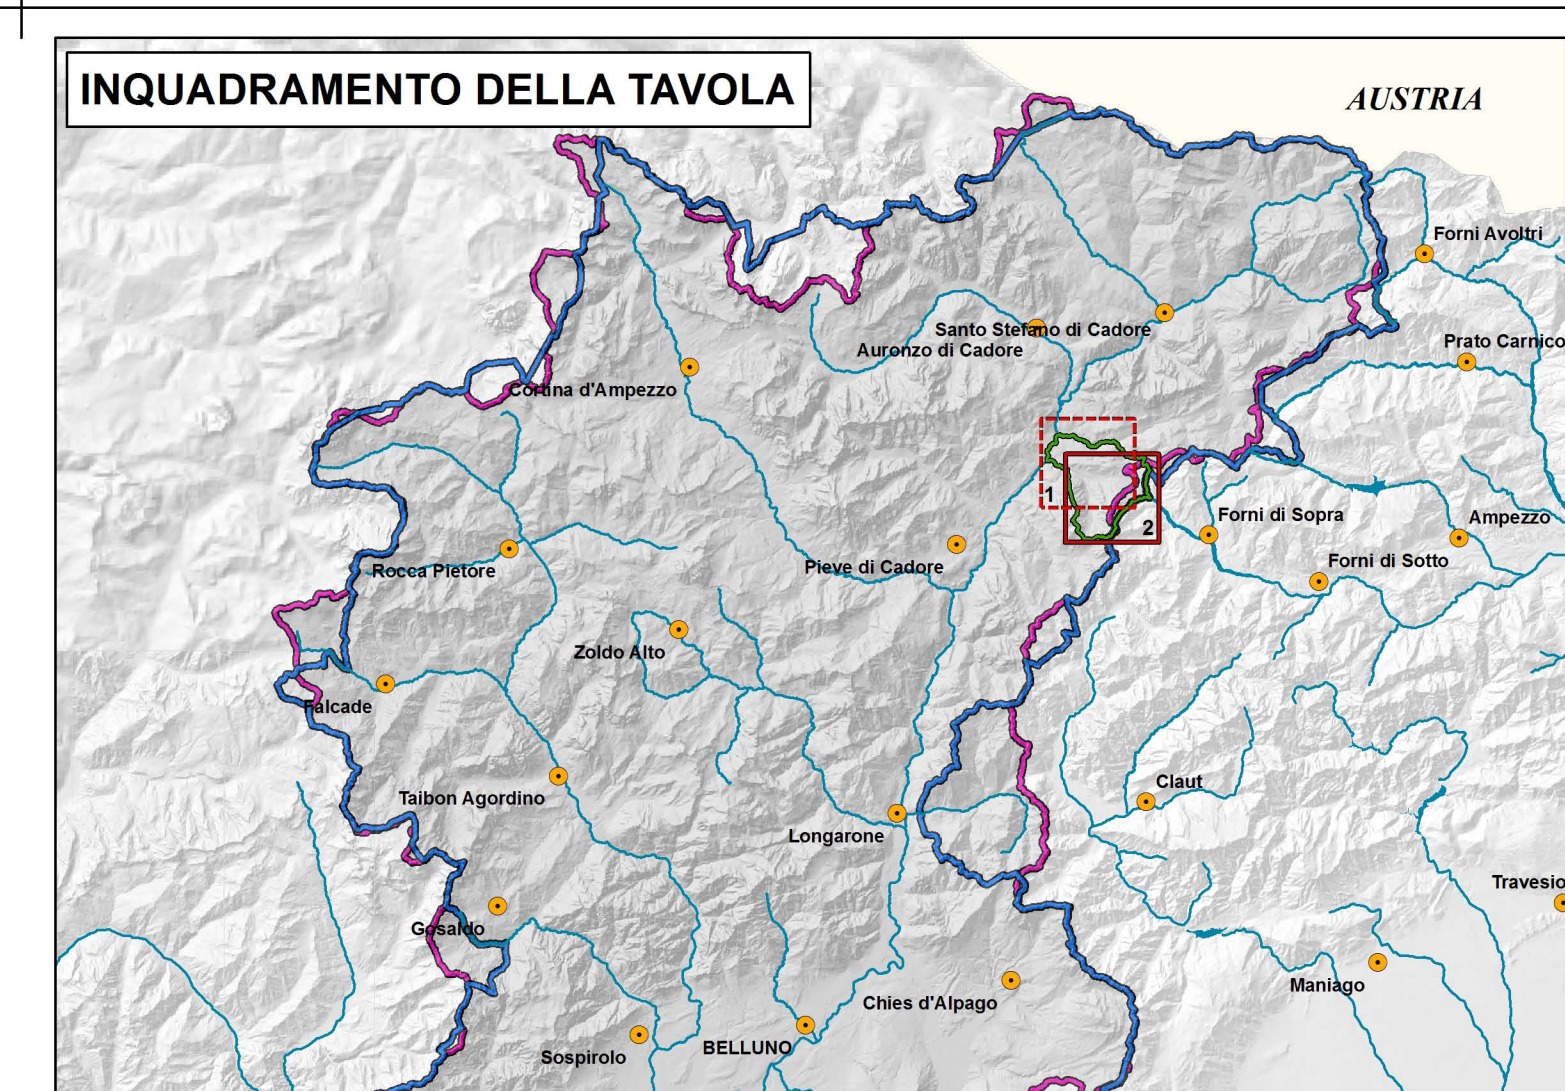 INQUADRAMENTO DELLA TAVOLA
AUSTRIA
Forni Avoltri
Santo Stefano di Cadore
Auronzo di Cadore
Prato Carnico
Cortina d'Ampezzo
1
2
Forni di Sopra
Ampezzo
Rocca Pietore
Pieve di Cadore
Forni di Sotto
Zoldo Alto
Falcade
Claut
Taibon Agordino
Longarone
Travesio
Gosaldo
Maniago
Chies d'Alpago
BELLUNO
Sospirolo